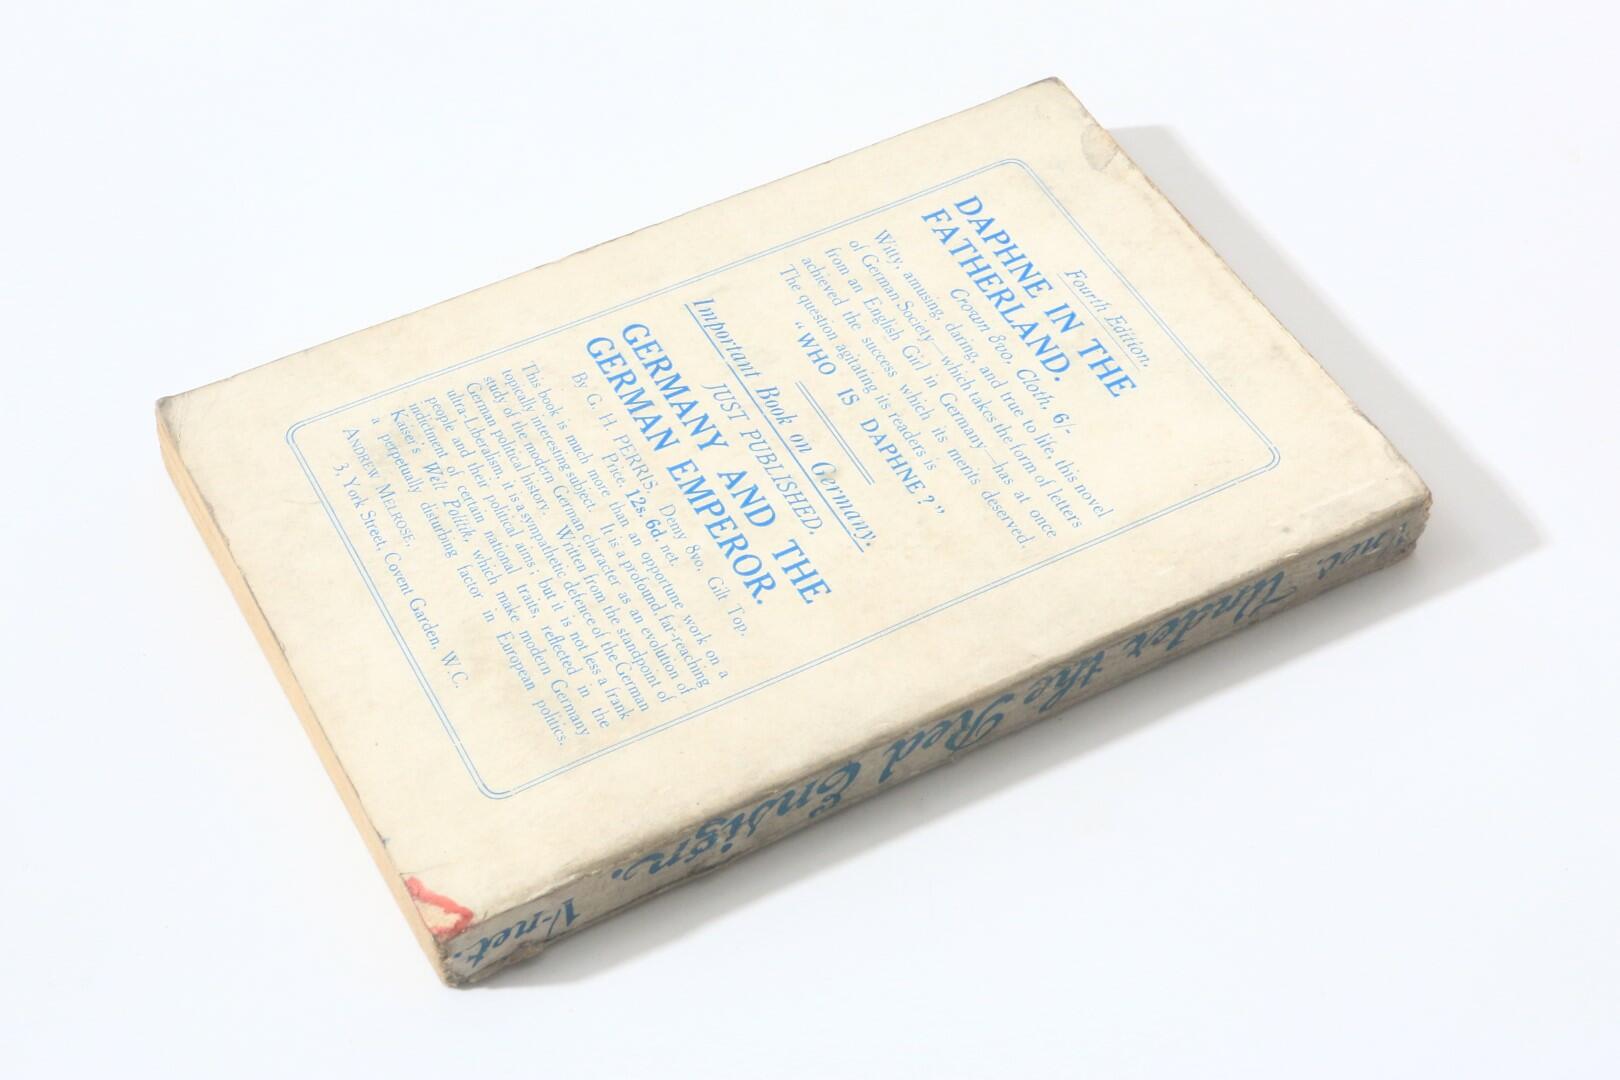 Fourth Edition.
DAPHNE IN THE
FATHERLAND.
Crown 8vo, Cloth, 6/-
Witty, amusing, daring, and true to life, this novel
of German Society—which takes the form of letters
from an English Girl in Germany—has at once
achieved the success which its merits deserved.
The question agitating its readers is
"WHO IS DAPHNE?"
Important Book on Germany.
JUST PUBLISHED.
GERMANY AND THE
GERMAN EMPEROR.
By G. H. PERRIS. Demy 8vo. Gilt Top.
Price, 12s. 6d. net.
This book is much more than an opportune work on a
topically interesting subject. It is a profound, far-reaching
study of the modern German character as an evolution of
German political history. Written from the standpoint of
ultra-Liberalism, it is a sympathetic defence of the German
people and their political aims; but it is not less a frank
indictment of certain national traits, reflected in the
Kaiser's Welt Politik, which make modern Germany
a perpetually disturbing factor in European politics.
ANDREW MELROSE,
3, York Street, Covent Garden, W.C.
net. Under the Red Ensign. 1/-net.